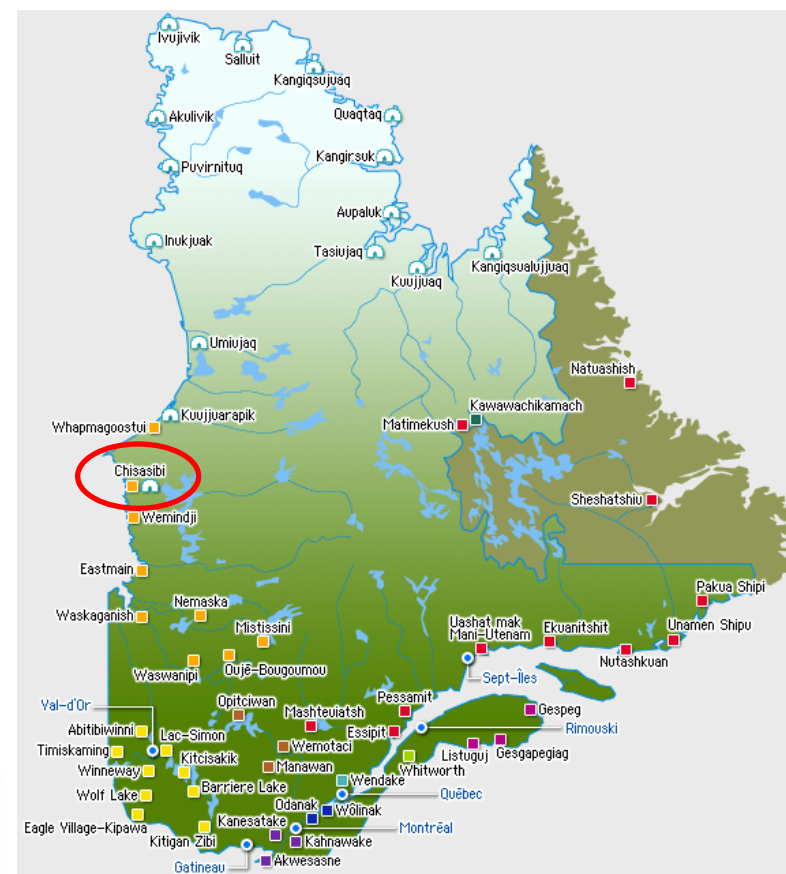 Ivujivik
Salluit
Kangiqsujuaq
Akulivik
Quaqtaq
Kangirsuk
Puvirnituq
Aupaluk
Inukjuak
Tasiujaq
Kuujjuaq
Kangiqsualujjuaq
Umiujaq
Natuashish
Kuujjuarapik
Kawawachikamach
Whapmagoostui
Matimekush
Chisasibi
Sheshatshiu
Wemindji
Eastmain
Pakua Shipi
Nemaska
Waskaganish
Mistissini
Uashat mak
Mani-Utenam
Ekuanitshit
Unamen Shipu
Waswanipi
Oujé-Bougoumou
Nutashkuan
Sept-Îles
Val-d'Or
Opitciwan
Mashteuiatsh
Pessamit
Gespeg
Abitibiwinni
Lac-Simon
Essipit
Rimouski
Timiskaming
Kitcisakik
Wemotaci
Listuguj
Gesgapegiag
Winneway
Manawan
Whitworth
Wolf Lake
Barriere Lake
Wendake
Québec
Odanak
Wôlinak
Eagle Village-Kipawa
Kitigan
Zibi
Kanesatake
Montréal
Kahnawake
Gatineau
Akwesasne